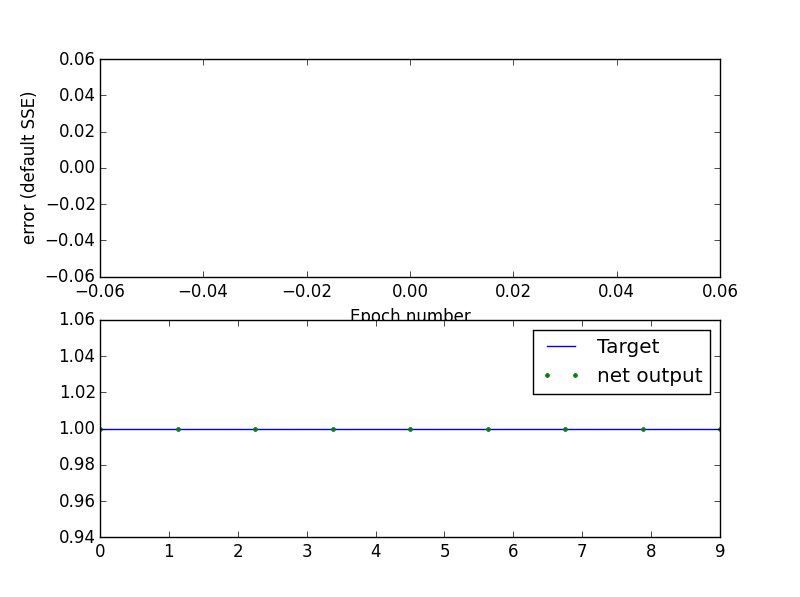 0.06
0.04
0.02
0.00
−0.02
−0.04
−0.06
error (default SSE)
−0.06 −0.04 −0.02 0.00 0.02 0.04 0.06
Epoch number
1.06
1.04
1.02
1.00
0.98
0.96
0.94
Target
net output
0 1 2 3 4 5 6 7 8 9